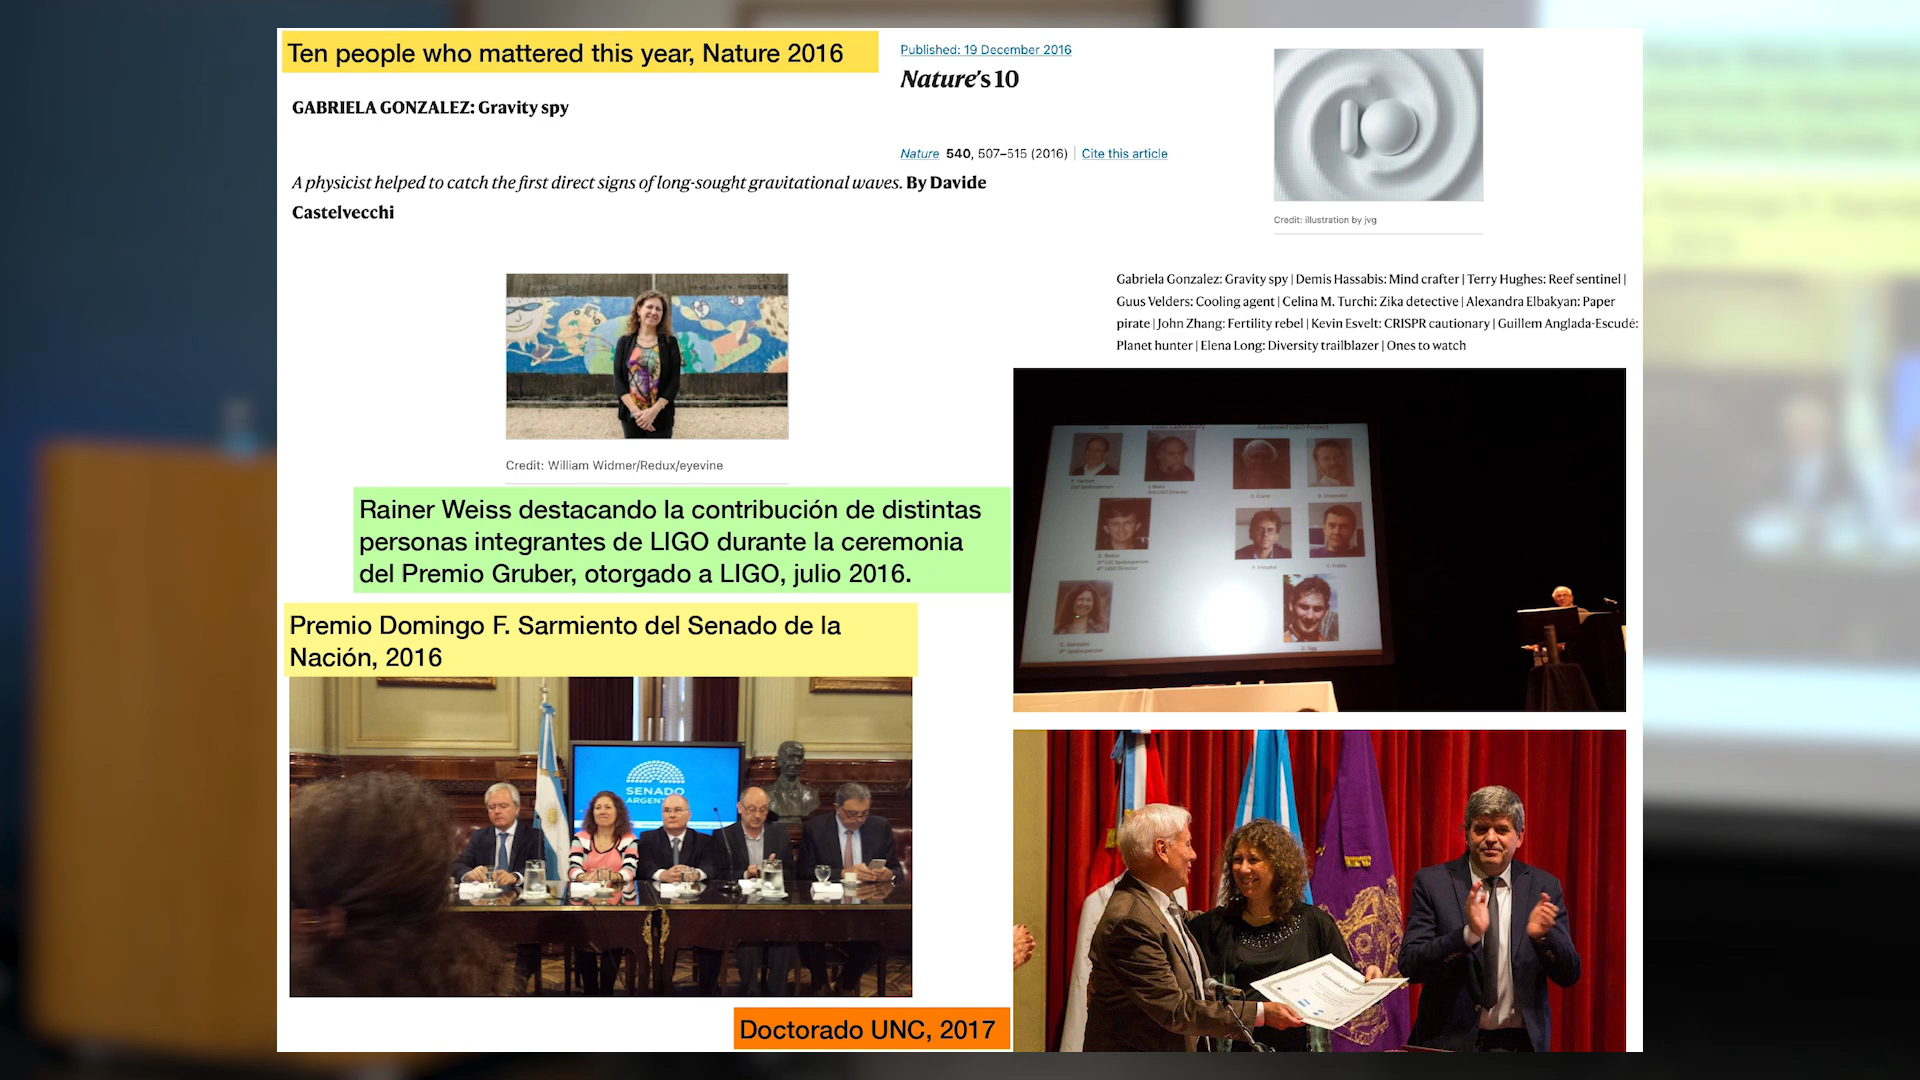 Ten people who mattered this year, Nature 2016
GABRIELA GONZALEZ: Gravity spy
A physicist helped to catch the first direct signs of long-sought gravitational waves. By Davide
Castelvecchi
Credit: William Widmer/Redux/eyevine
Published: 19 December 2016
Nature's 10
Nature 540, 507–515 (2016) | Cite this article
Credit: illustration by jvg
Gabriela Gonzalez: Gravity spy | Demis Hassabis: Mind crafter | Terry Hughes: Reef sentinel |
Guus Velders: Cooling agent | Celina M. Turchi: Zika detective | Alexandra Elbakyan: Paper
pirate | John Zhang: Fertility rebel | Kevin Esvelt: CRISPR cautionary | Guillem Anglada-Escudé:
Planet hunter | Elena Long: Diversity trailblazer | Ones to watch
Rainer Weiss destacando la contribución de distintas
personas integrantes de LIGO durante la ceremonia
del Premio Gruber, otorgado a LIGO, julio 2016.
Advanced LIGO Project
Premio Domingo F. Sarmiento del Senado de la
Nación, 2016
SENADO
Doctorado UNC, 2017